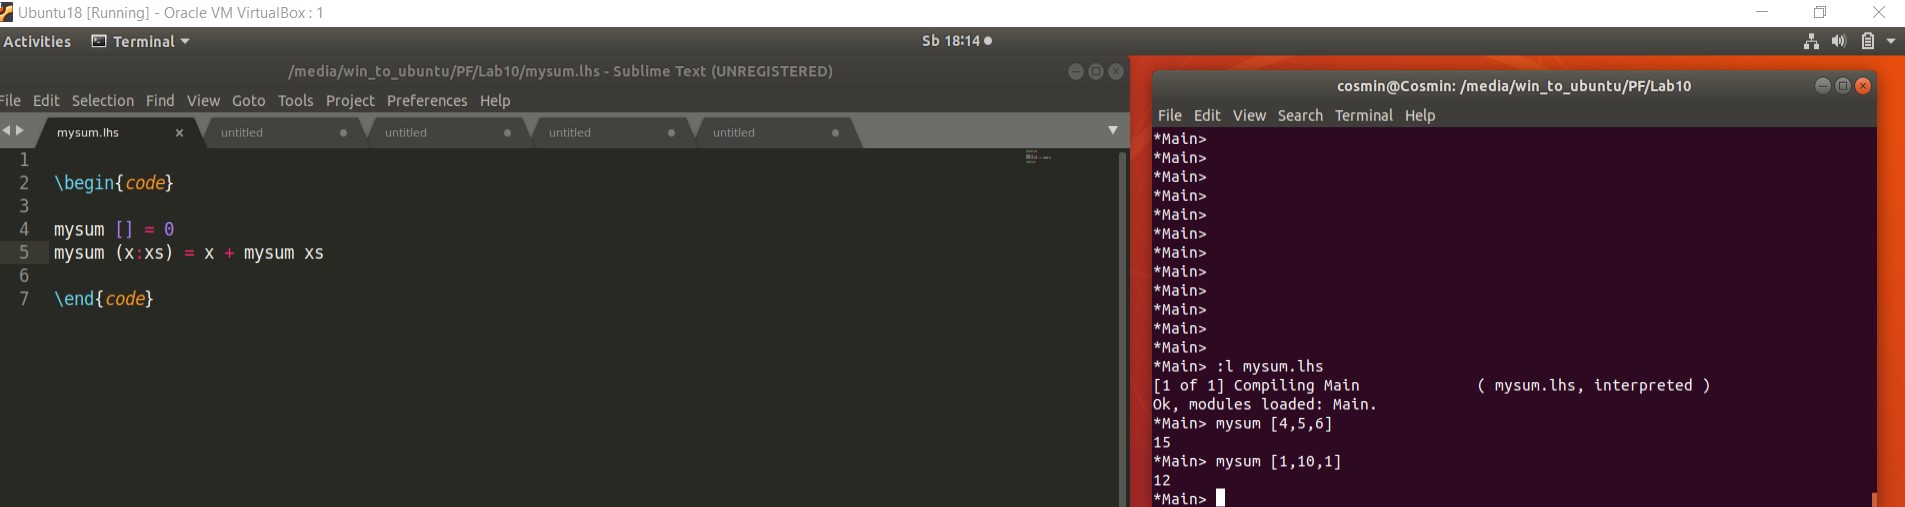 Ubuntu18 [Running] - Oracle VM VirtualBox : 1
Activities Terminal Sb 18:14
/media/win_to_ubuntu/PF/Lab10/mysum.lhs - Sublime Text (UNREGISTERED)
File Edit Selection Find View Goto Tools Project Preferences Help
mysum.lhs untitled untitled untitled untitled
1
2 \begin{code}
3
4 mysum [] = 0
5 mysum (x:xs) = x + mysum xs
6
7 \end{code}
cosmin@Cosmin: /media/win_to_ubuntu/PF/Lab10
File Edit View Search Terminal Help
*Main>
*Main>
*Main>
*Main>
*Main>
*Main>
*Main>
*Main>
*Main>
*Main>
*Main>
*Main>
*Main> :l mysum.lhs
[1 of 1] Compiling Main ( mysum.lhs, interpreted )
Ok, modules loaded: Main.
*Main> mysum [4,5,6]
15
*Main> mysum [1,10,1]
12
*Main>